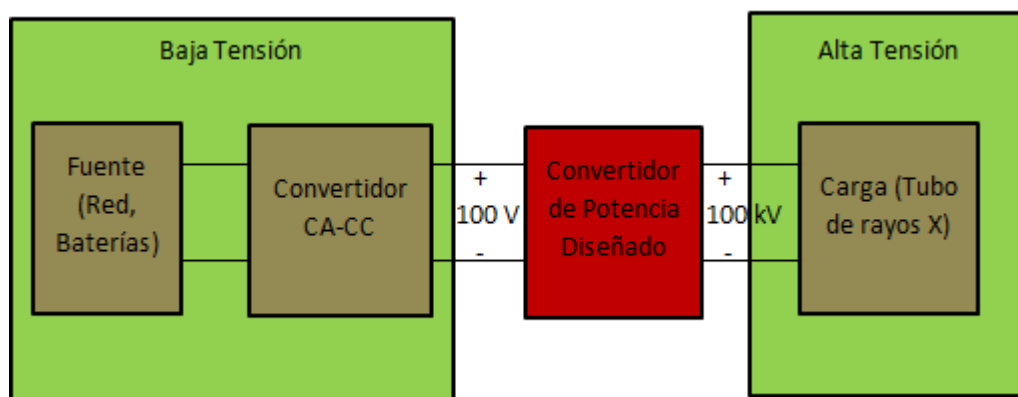 Baja Tensión
Fuente
(Red,
Baterías)
Convertidor
CA-CC
+
100 V
-
Convertidor
de Potencia
Diseñado
+
100 kV
-
Alta Tensión
Carga (Tubo
de rayos X)